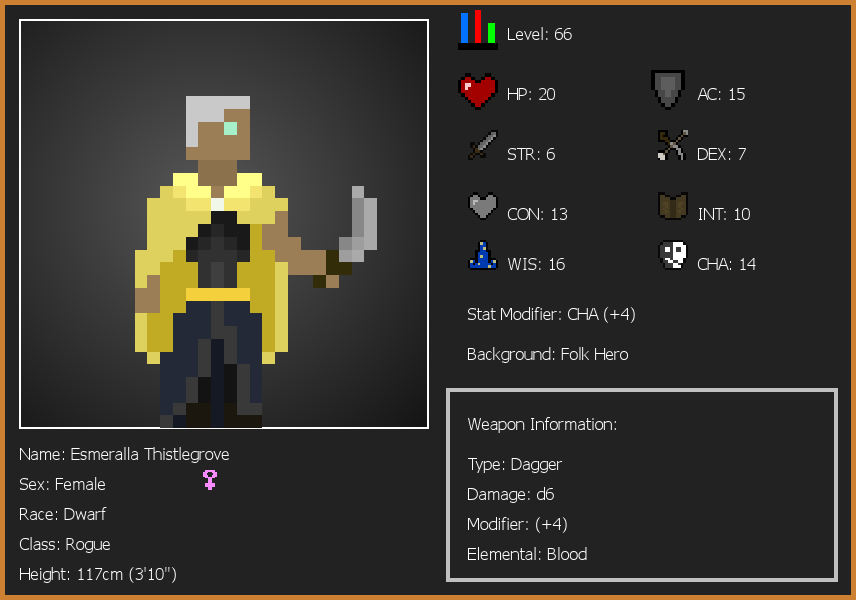 Level: 66
HP: 20
AC: 15
STR: 6
DEX: 7
CON: 13
INT: 10
WIS: 16
CHA: 14
Stat Modifier: CHA (+4)
Background: Folk Hero
Weapon Information:
Type: Dagger
Damage: d6
Modifier: (+4)
Elemental: Blood
Name: Esmeralla Thistlegrove
Sex: Female
Race: Dwarf
Class: Rogue
Height: 117cm (3'10")